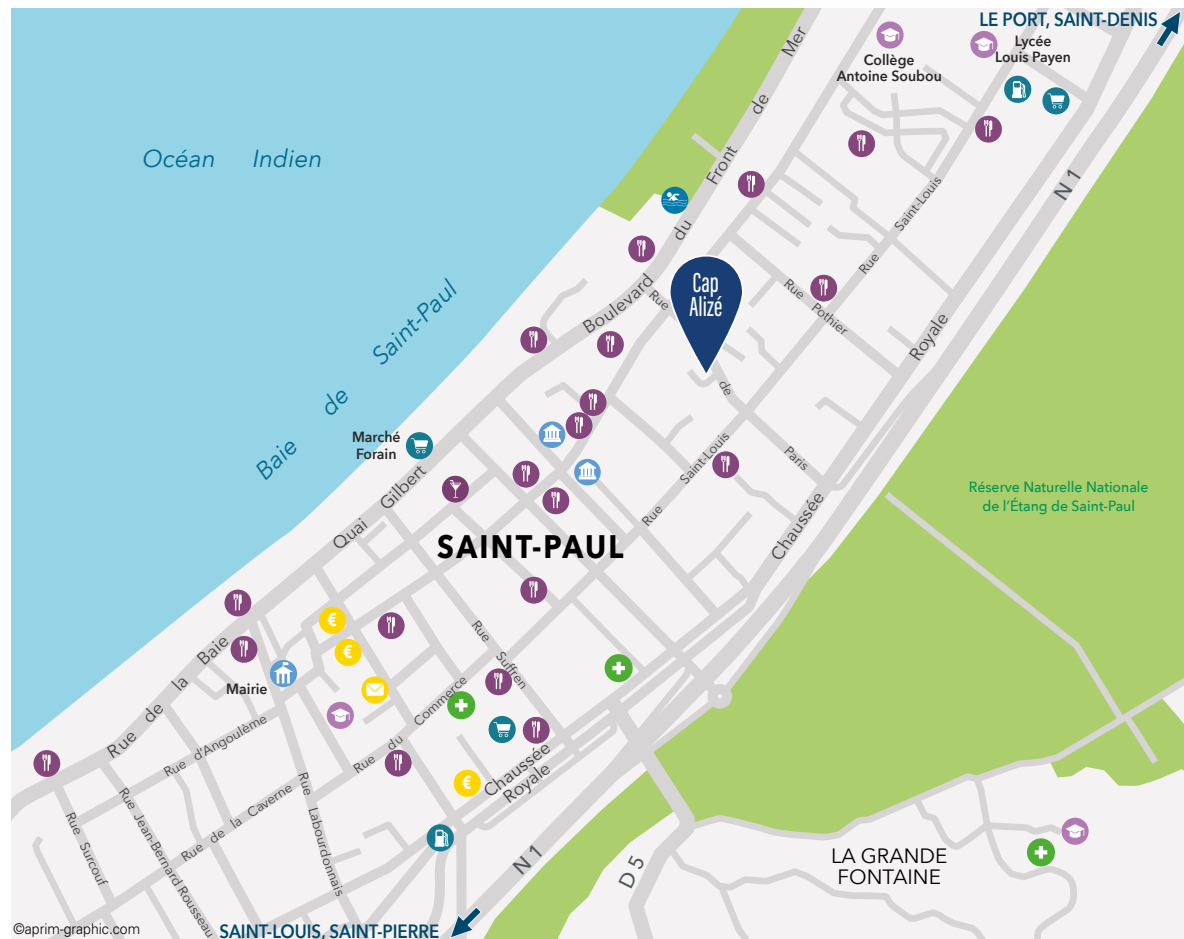 LE PORT, SAINT-DENIS
Collège
Antoine Soubou
Lycée
Louis Payen
Océan Indien
Boulevard du Front de Mer
N 1
Rue Saint-Louis
Cap
Alizé
Rue Pothier
Rue de Paris
Baie de Saint-Paul
Chaussée Royale
Marché
Forain
Quai Gilbert
Rue Saint-Louis
Réserve Naturelle Nationale
de l'Étang de Saint-Paul
SAINT-PAUL
€
€
Rue de la Baie
Mairie
Rue Suffren
Rue du Commerce
Rue d'Angoulême
€
Chaussée
Royale
Rue de la Caverne
Rue Labourdonnais
Rue Jean-Bernard Rousseau
Rue Surcouf
N 1
D 5
LA GRANDE
FONTAINE
©aprim-graphic.com
SAINT-LOUIS, SAINT-PIERRE